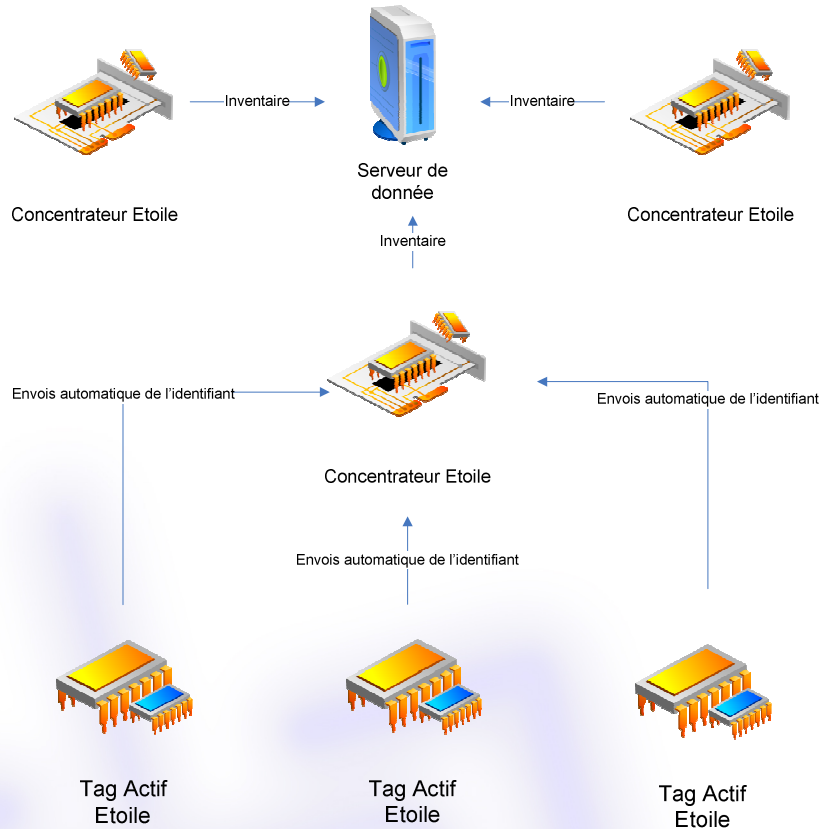 Inventaire
Inventaire
Serveur de
donnée
Concentrateur Etoile
Concentrateur Etoile
Inventaire
Envois automatique de l'identifiant
Envois automatique de l'identifiant
Concentrateur Etoile
Envois automatique de l'identifiant
Tag Actif
Etoile
Tag Actif
Etoile
Tag Actif
Etoile